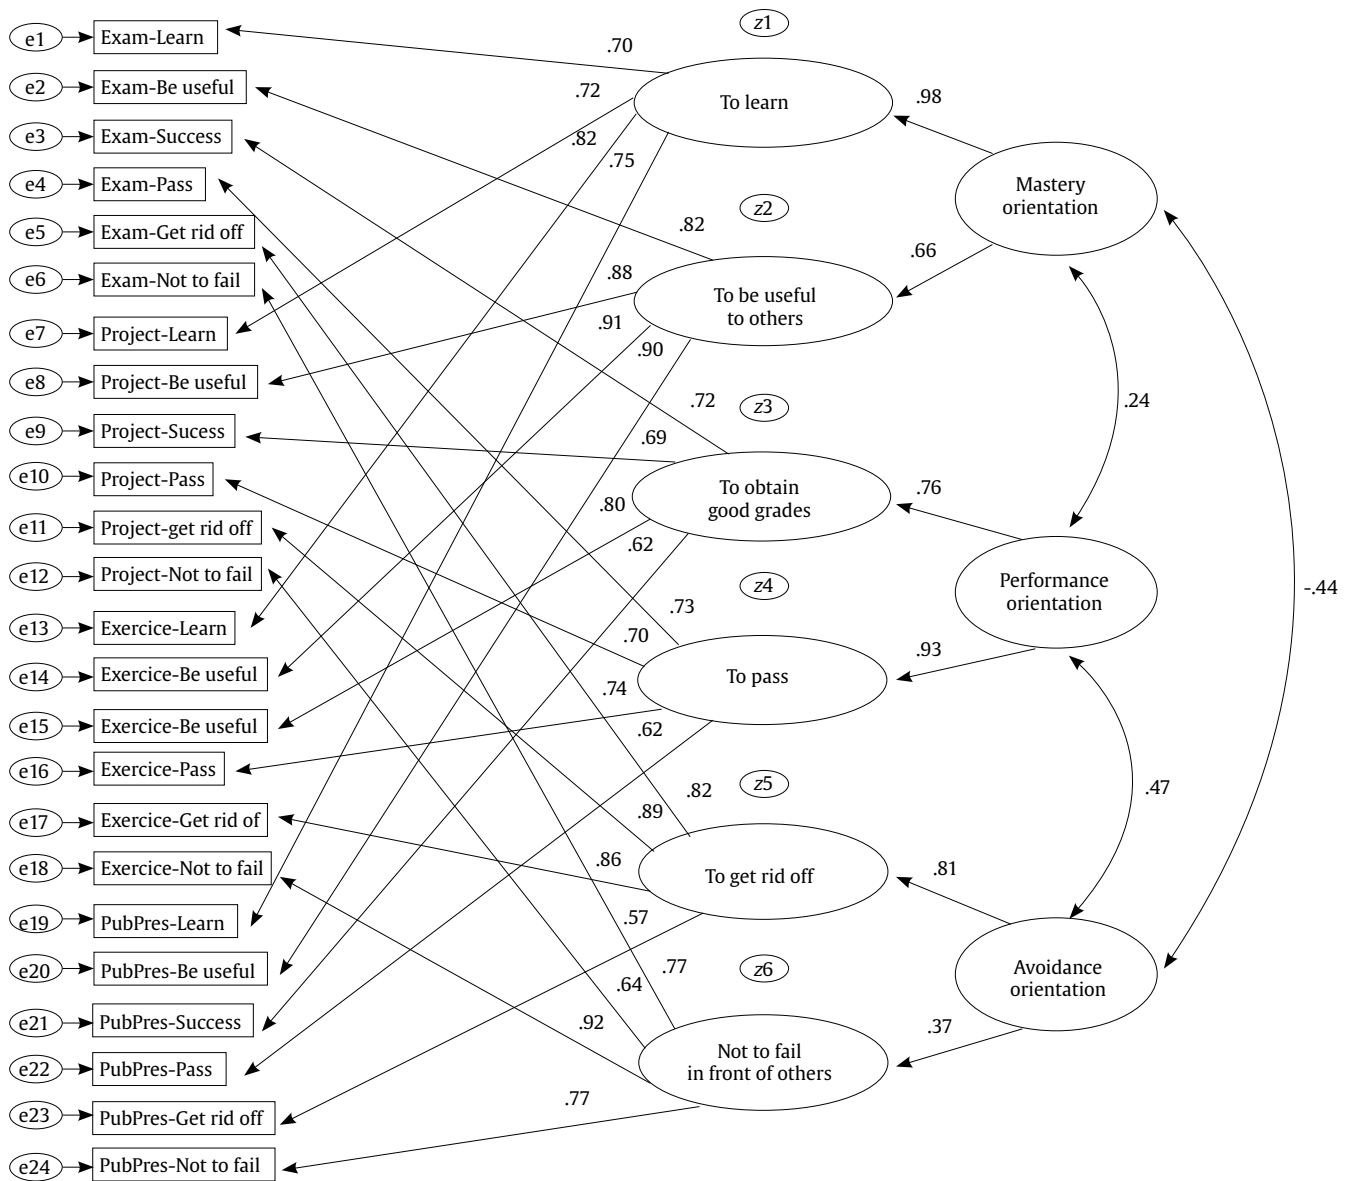 e1
Exam-Learn
e2
Exam-Be useful
e3
Exam-Success
e4
Exam-Pass
e5
Exam-Get rid off
e6
Exam-Not to fail
e7
Project-Learn
e8
Project-Be useful
e9
Project-Sucess
e10
Project-Pass
e11
Project-get rid off
e12
Project-Not to fail
e13
Exercice-Learn
e14
Exercice-Be useful
e15
Exercice-Be useful
e16
Exercice-Pass
e17
Exercice-Get rid of
e18
Exercice-Not to fail
e19
PubPres-Learn
e20
PubPres-Be useful
e21
PubPres-Success
e22
PubPres-Pass
e23
PubPres-Get rid off
e24
PubPres-Not to fail
.70
.72
.82
.75
.82
.88
.91
.90
.72
.69
.80
.62
.73
.70
.74
.62
.82
.89
.86
.57
.77
.64
.92
.77
z1
To learn
z2
To be useful
to others
z3
To obtain
good grades
z4
To pass
z5
To get rid off
z6
Not to fail
in front of others
.98
.66
.76
.93
.81
.37
Mastery
orientation
Performance
orientation
Avoidance
orientation
.24
.47
-.44